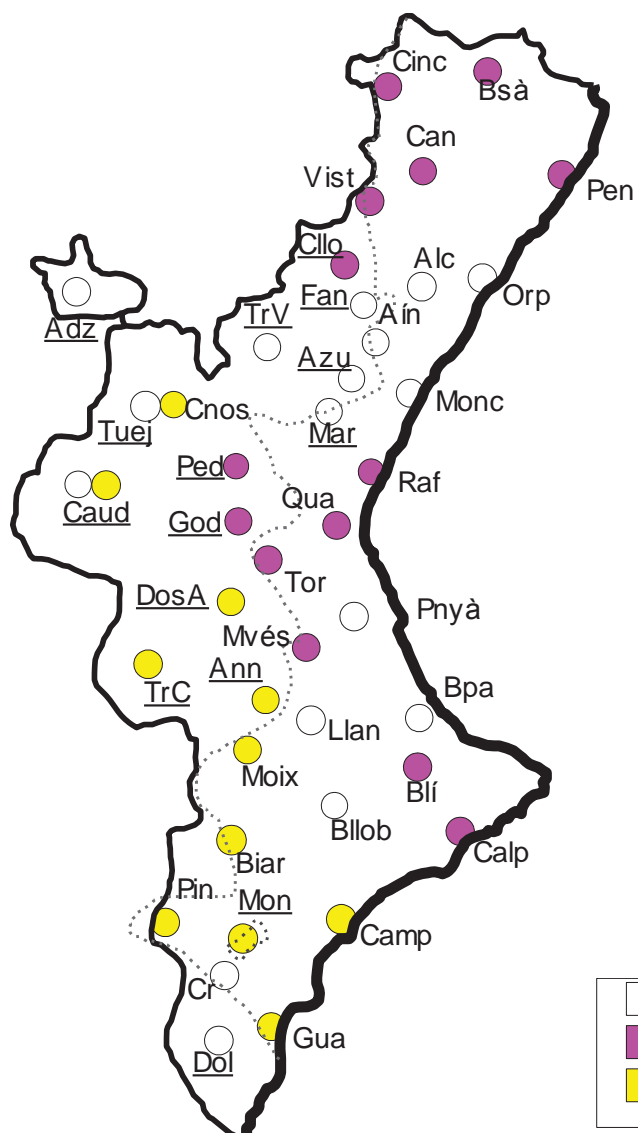 Cinc
Bsà
Can
Vist
Pen
Cllo
Alc
Fan
Orp
Adz
TrV
Aín
Azu
Monc
Cnos
Tuej
Mar
Ped
Raf
Qua
Caud
God
Tor
DosA
Pnyà
Mvés
Ann
TrC
Bpa
Llan
Moix
Blí
Bllob
Calp
Biar
Pin
Mon
Camp
Cr
Gua
Dol